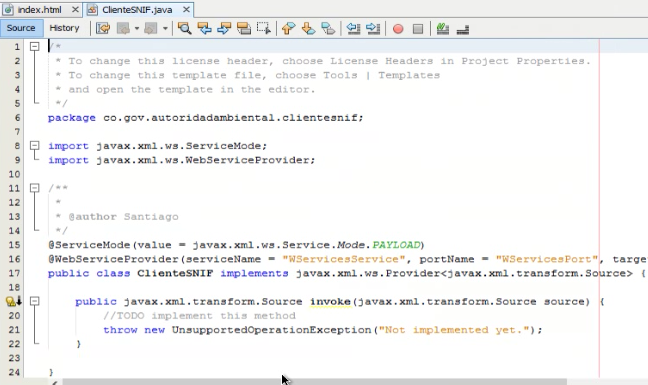 index.html
ClienteSNIF.java
Source
History
1 /*
2 * To change this license header, choose License Headers in Project Properties.
3 * To change this template file, choose Tools | Templates
4 * and open the template in the editor.
5 */
6 package co.gov.autoridadambiental.clientesnif;
7
8 import javax.xml.ws.ServiceMode;
9 import javax.xml.ws.WebServiceProvider;
10
11 /**
12 *
13 * @author Santiago
14 */
15 @ServiceMode(value = javax.xml.ws.Service.Mode.PAYLOAD)
16 @WebServiceProvider(serviceName = "WServicesService", portName = "WServicesPort", targe
17 public class ClienteSNIF implements javax.xml.ws.Provider<javax.xml.transform.Source> {
18
public javax.xml.transform.Source invoke(javax.xml.transform.Source source) {
20 //TODO implement this method
21 throw new UnsupportedOperationException("Not implemented yet.");
22 }
23
24 }